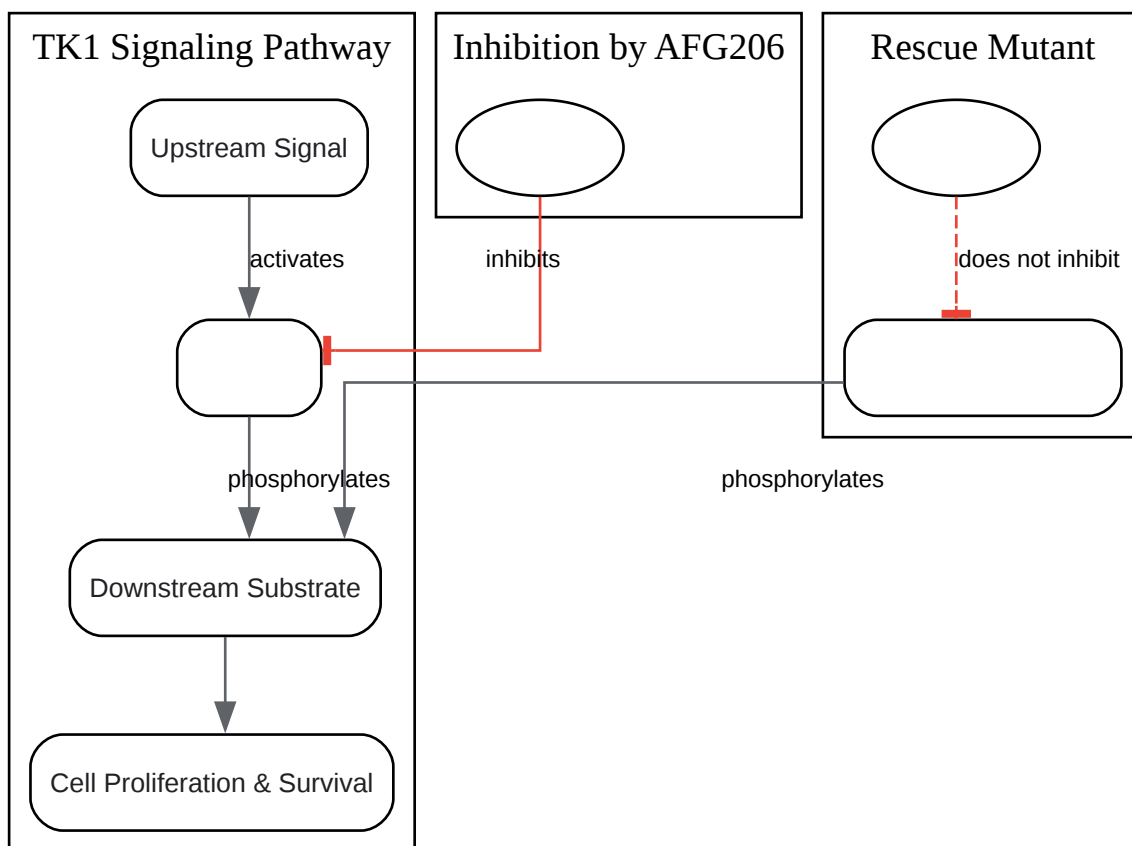 TK1 Signaling Pathway
Inhibition by AFG206
Rescue Mutant
Upstream Signal
activates
inhibits
does not inhibit
phosphorylates
phosphorylates
Downstream Substrate
Cell Proliferation & Survival